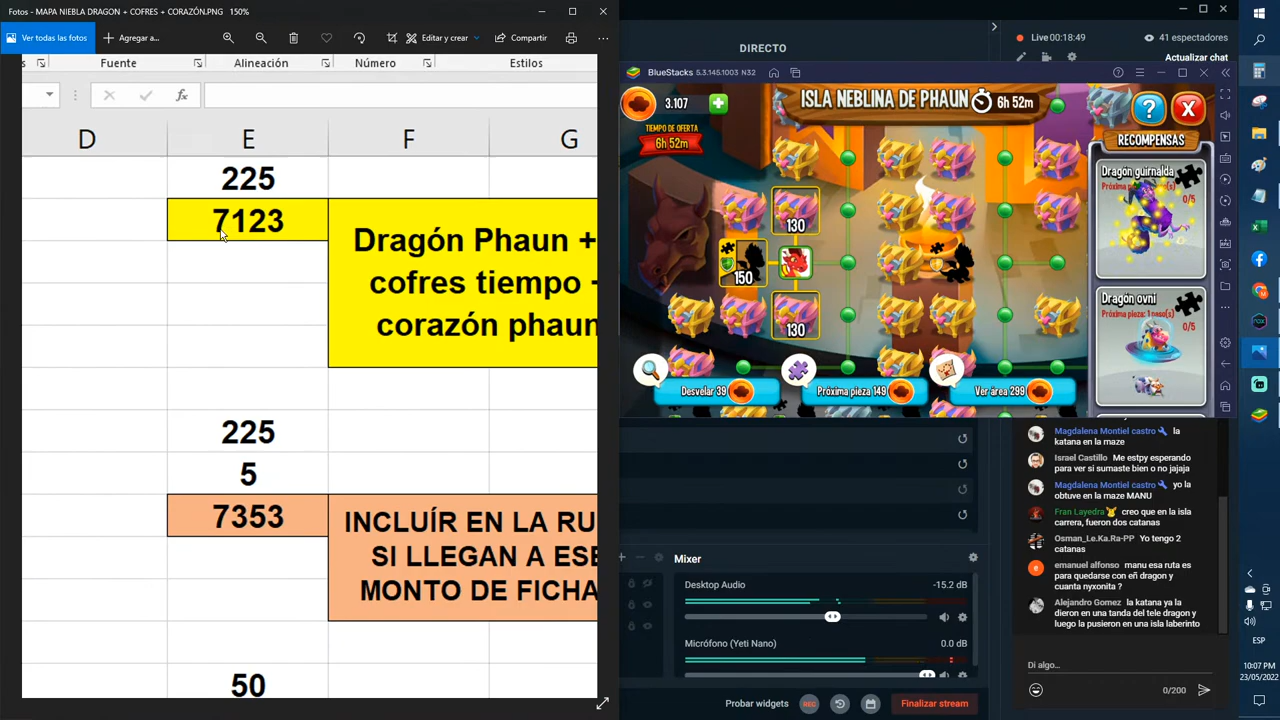 Fotos - MAPA NIEBLA DRAGON + COFRES + CORAZÓN.PNG 150%
Ver todas las fotos
Agregar a...
Editar y crear
Compartir
Fuente
Alineación
Número
Estilos
fx
D E F G
225
7123
Dragón Phaun +
cofres tiempo
corazón phaun
225
5
7353
INCLUÍR EN LA RU
SI LLEGAN A ESE
MONTO DE FICHA
50
DIRECTO
Live 00:18:49
41 espectadores
Actualizar chat
BlueStacks 5.3.145.1003 N32
3.107
ISLA NEBLINA DE PHAUN
6h 52m
TIEMPO DE OFERTA
6h 52m
RECOMPENSAS
Dragón guirnalda
0/5
Dragón ovni
Próxima pieza: 1 paso(s)
0/5
130
150
130
Desvelar 39
Próxima pieza 149
Ver área 299
Magdalena Montiel castro la
katana en la maze
Israel Castillo Me estpy esperando
para ver si sumaste bien o no jajaja
Magdalena Montiel castro yo la
obtuve en la maze MANU
Fran Layedra creo que en la isla
carrera, fueron dos catanas
Osman_Le.Ka.Ra-PP Yo tengo 2
catanas
emanuel alfonso manu esa ruta es
para quedarse con eñ dragon y
cuanta nyxonita ?
Alejandro Gomez la katana ya la
dieron en una tanda del tele dragon y
luego la pusieron en una isla laberinto
Di algo...
0/200
Mixer
Desktop Audio
-15.2 dB
Micrófono (Yeti Nano)
0.0 dB
Probar widgets
REC
Finalizar stream
ESP
10:07 PM
23/05/2022